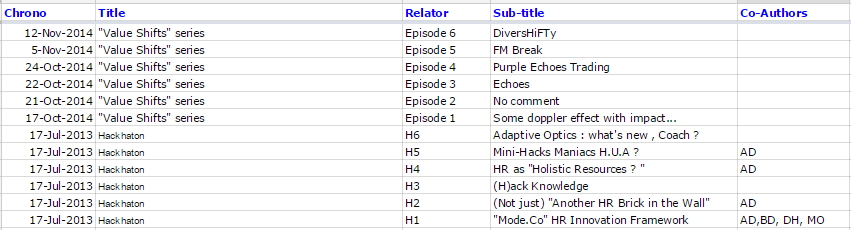 Chrono Title Relator Sub-title Co-Authors
12-Nov-2014 "Value Shifts" series Episode 6 DiversHiFTy
5-Nov-2014 "Value Shifts" series Episode 5 FM Break
24-Oct-2014 "Value Shifts" series Episode 4 Purple Echoes Trading
22-Oct-2014 "Value Shifts" series Episode 3 Echoes
21-Oct-2014 "Value Shifts" series Episode 2 No comment
17-Oct-2014 "Value Shifts" series Episode 1 Some doppler effect with impact...
17-Jul-2013 Hackhaton H6 Adaptive Optics : what's new , Coach ?
17-Jul-2013 Hackhaton H5 Mini-Hacks Maniacs H.U.A ? AD
17-Jul-2013 Hackhaton H4 HR as "Holistic Resources ? " AD
17-Jul-2013 Hackhaton H3 (H)ack Knowledge
17-Jul-2013 Hackhaton H2 (Not just) "Another HR Brick in the Wall" AD
17-Jul-2013 Hackhaton H1 "Mode.Co" HR Innovation Framework AD,BD, DH, MO